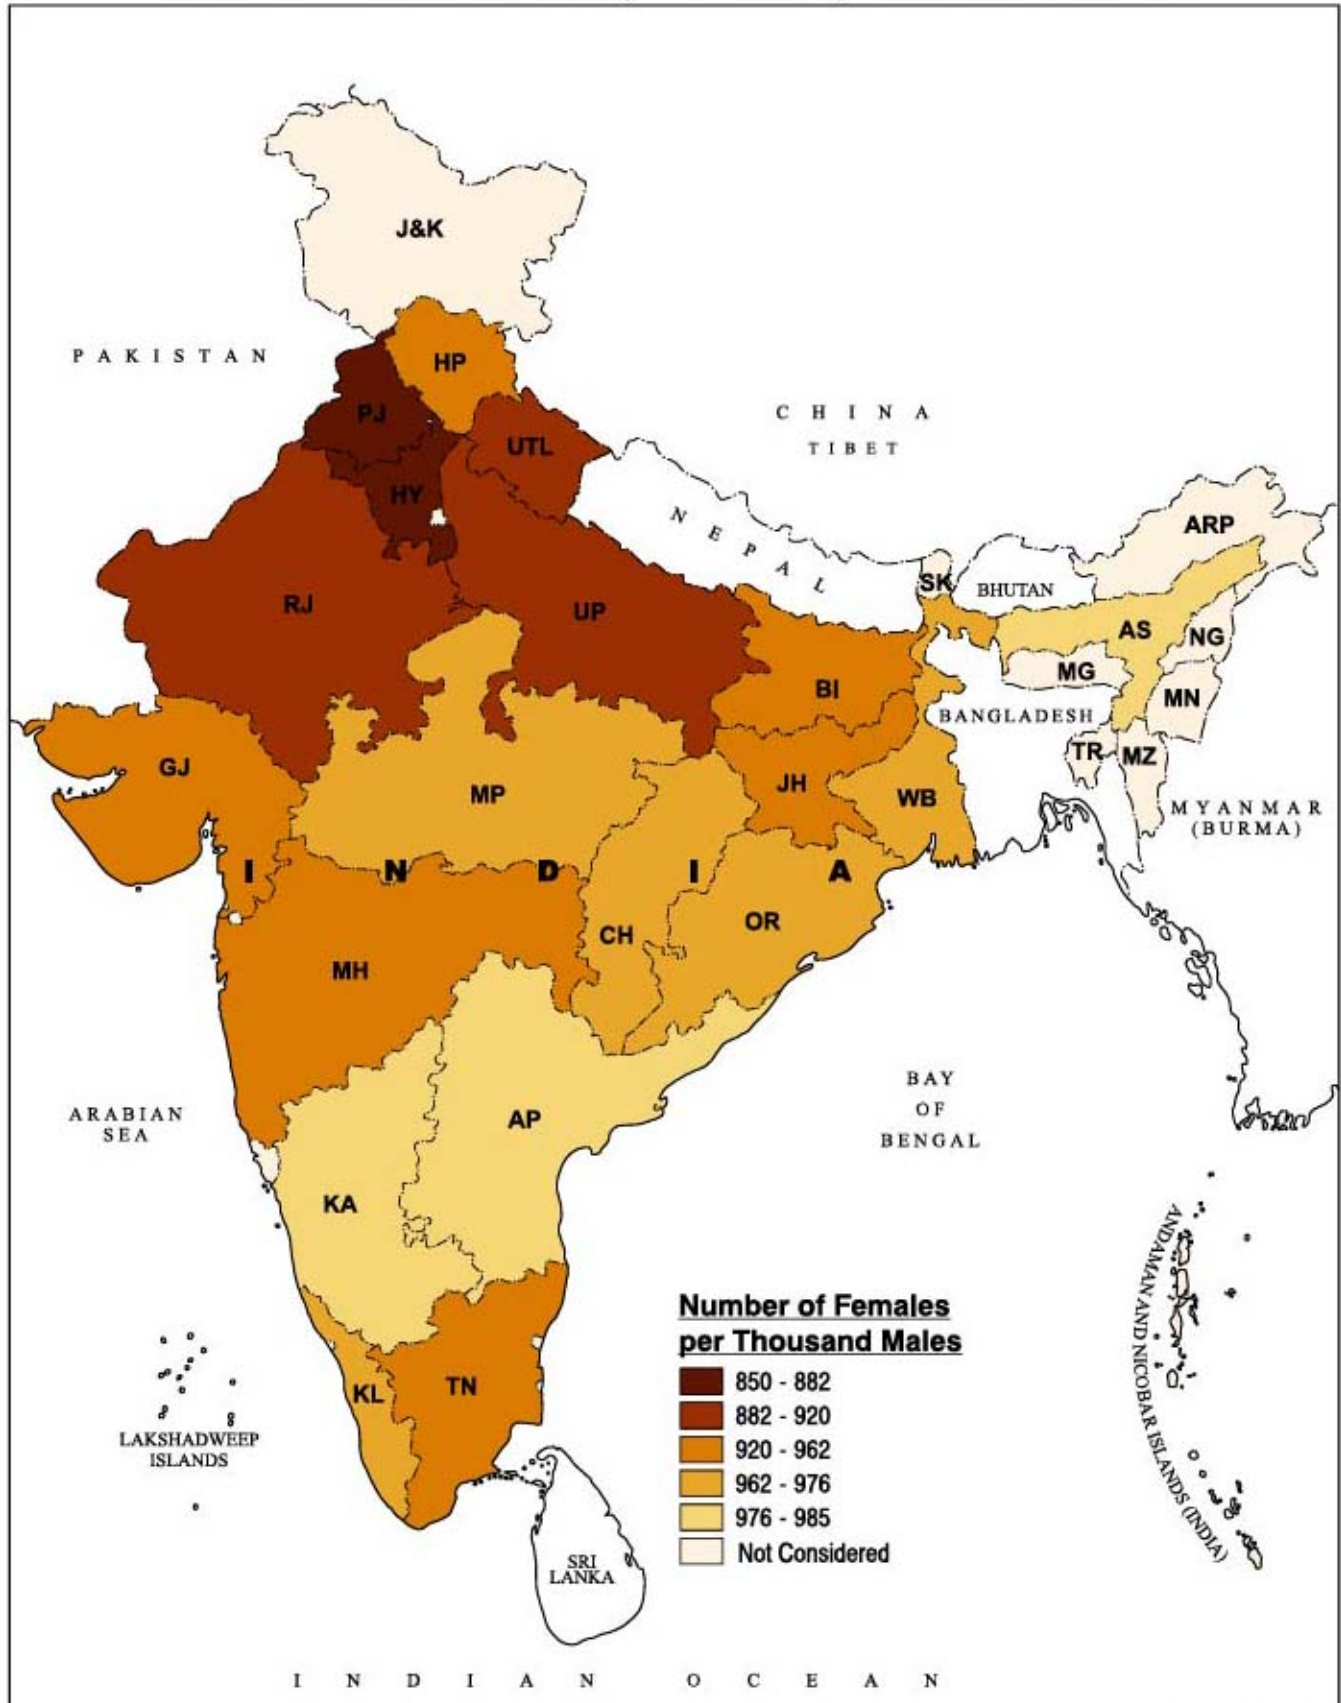 J&K
PAKISTAN
HP
CHINA
TIBET
PJ
UTL
HY
NEPAL
ARP
SK
BHUTAN
RJ
UP
AS
NG
MG
BI
MN
BANGLADESH
GJ
TR
MZ
MP
JH
WB
MYANMAR
(BURMA)
INDIA
CH
OR
MH
ARABIAN
SEA
BAY
OF
BENGAL
AP
KA
ANDAMAN AND NICOBAR ISLANDS (INDIA)
KL
TN
LAKSHADWEEP
ISLANDS
Number of Females
per Thousand Males
850 - 882
882 - 920
920 - 962
962 - 976
976 - 985
Not Considered
SRI
LANKA
INDIAN OCEAN